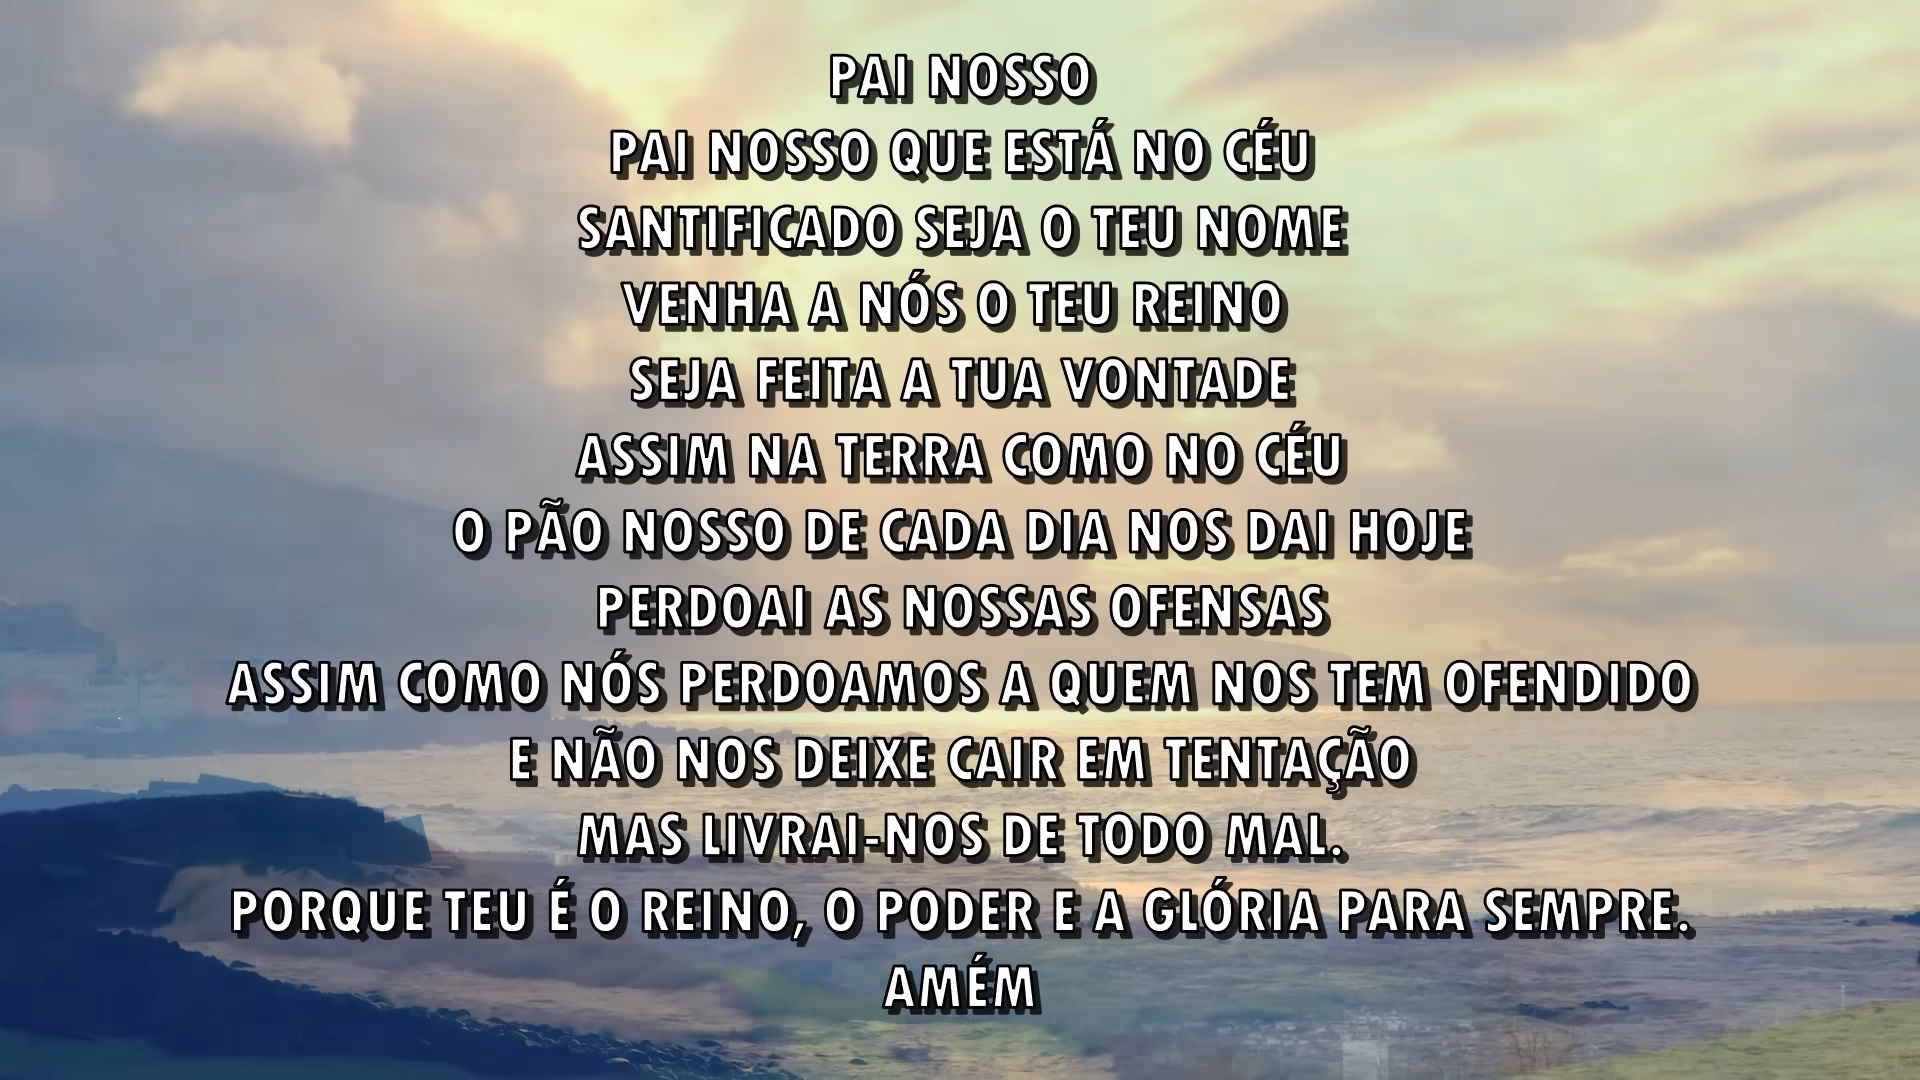 PAI NOSSO
PAI NOSSO QUE ESTÁ NO CÉU
SANTIFICADO SEJA O TEU NOME
VENHA A NÓS O TEU REINO
SEJA FEITA A TUA VONTADE
ASSIM NA TERRA COMO NO CÉU
O PÃO NOSSO DE CADA DIA NOS DAI HOJE
PERDOAI AS NOSSAS OFENSAS
ASSIM COMO NÓS PERDOAMOS A QUEM NOS TEM OFENDIDO
E NÃO NOS DEIXE CAIR EM TENTAÇÃO
MAS LIVRAI-NOS DE TODO MAL.
PORQUE TEU É O REINO, O PODER E A GLÓRIA PARA SEMPRE.
AMÉM